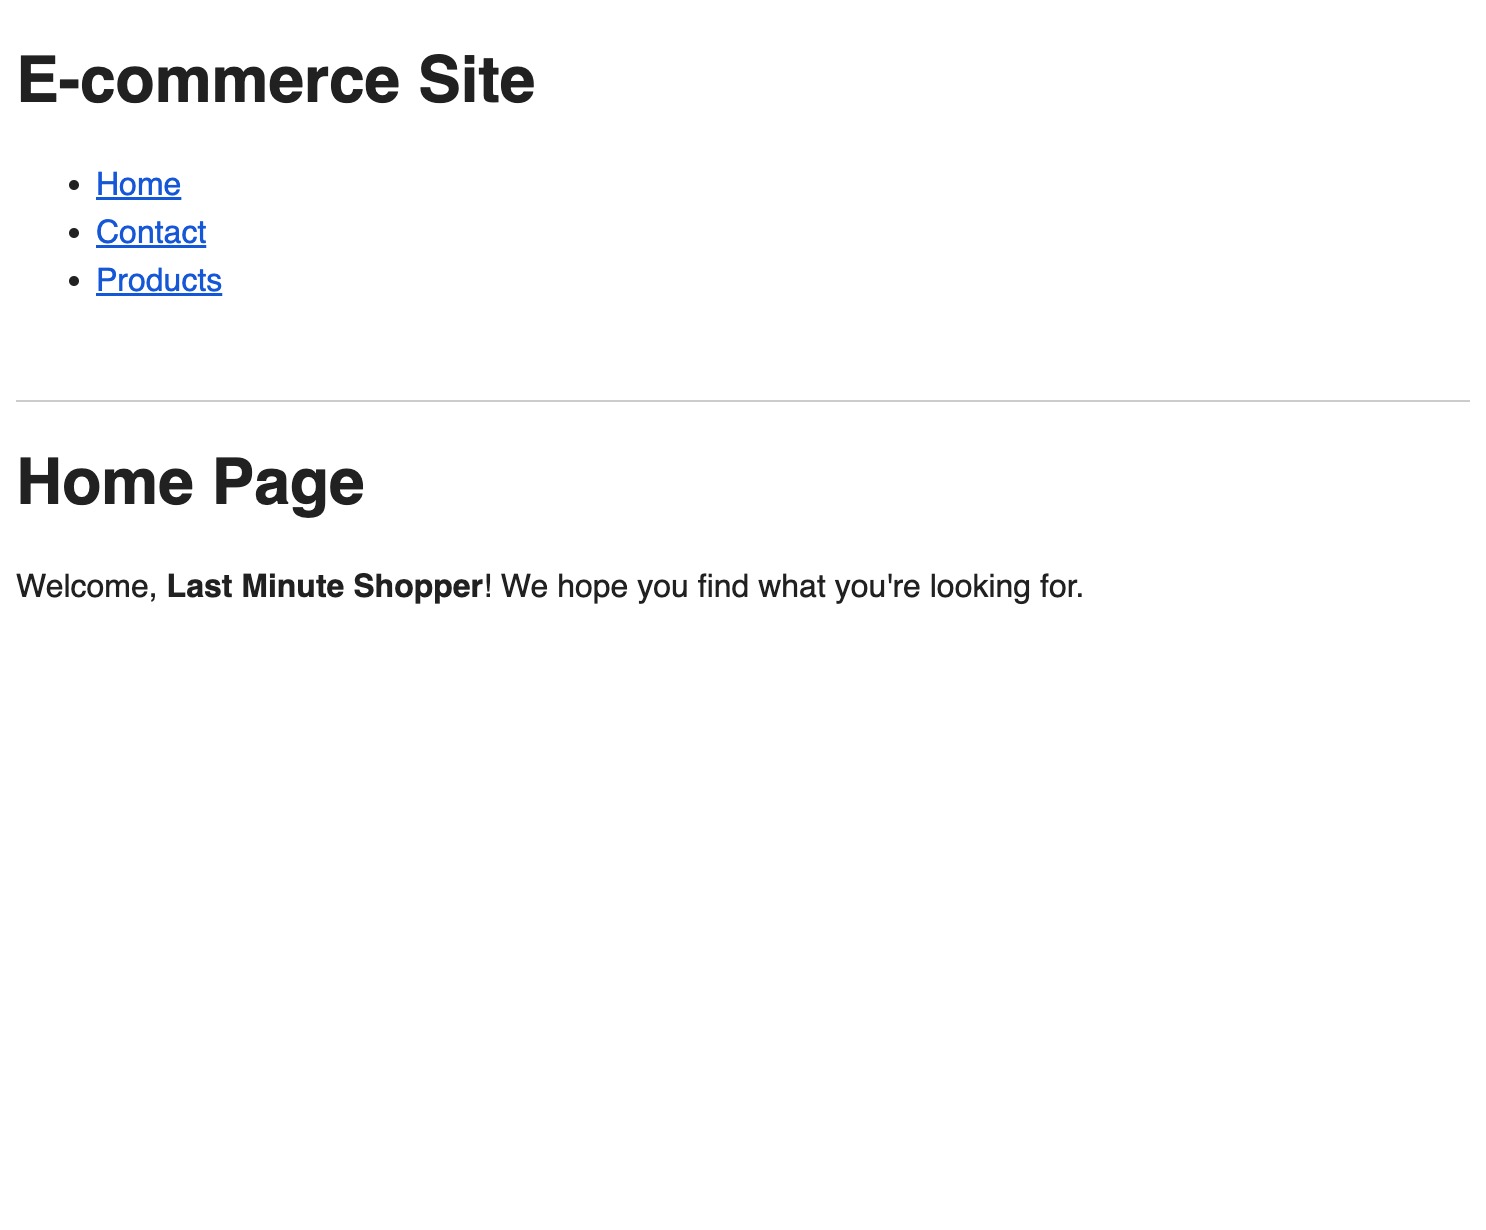 E-commerce Site
Home
Contact
Products
Home Page
Welcome, Last Minute Shopper! We hope you find what you're looking for.